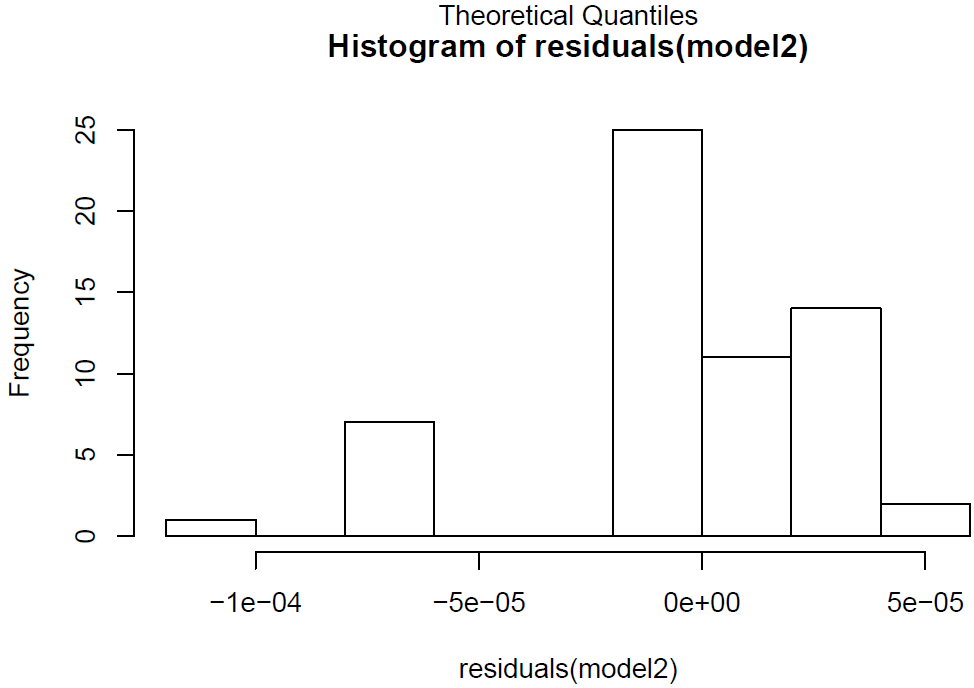 Theoretical Quantiles
Histogram of residuals(model2)
Frequency
25
20
15
10
5
0
−1e−04 −5e−05 0e+00 5e−05
residuals(model2)